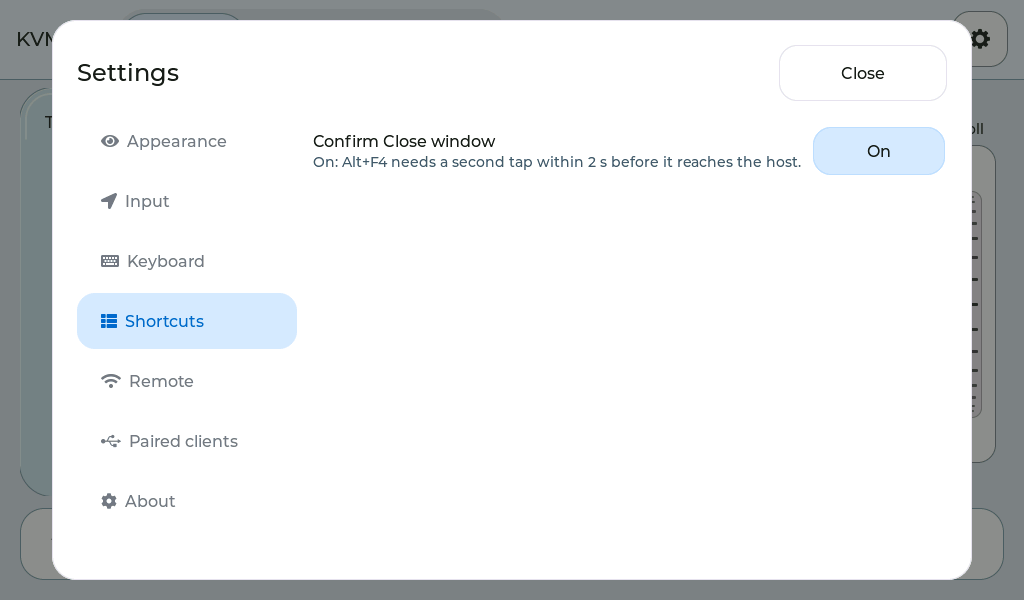 KVM
Settings
Close
Appearance
Input
Keyboard
Shortcuts
Remote
Paired clients
About
Confirm Close window
On: Alt+F4 needs a second tap within 2 s before it reaches the host.
On